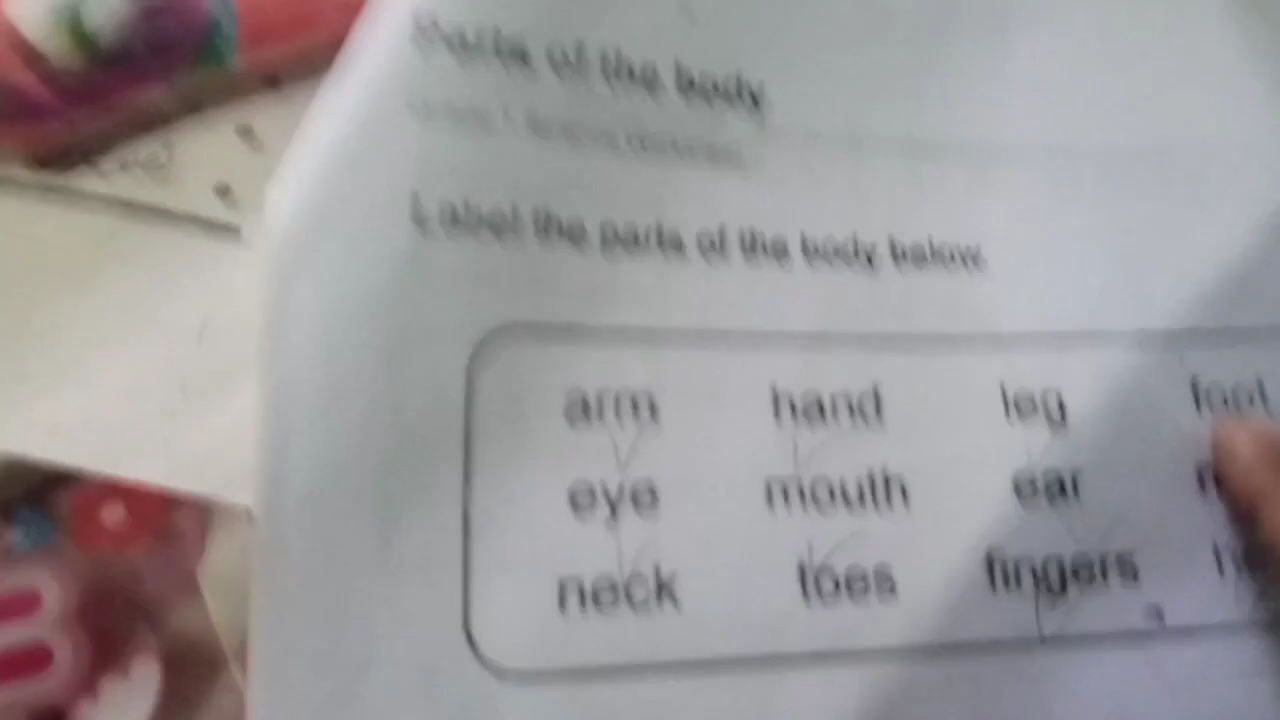 Parts of the body
Label the parts of the body below
arm hand leg foot
eye mouth ear
neck toes fingers